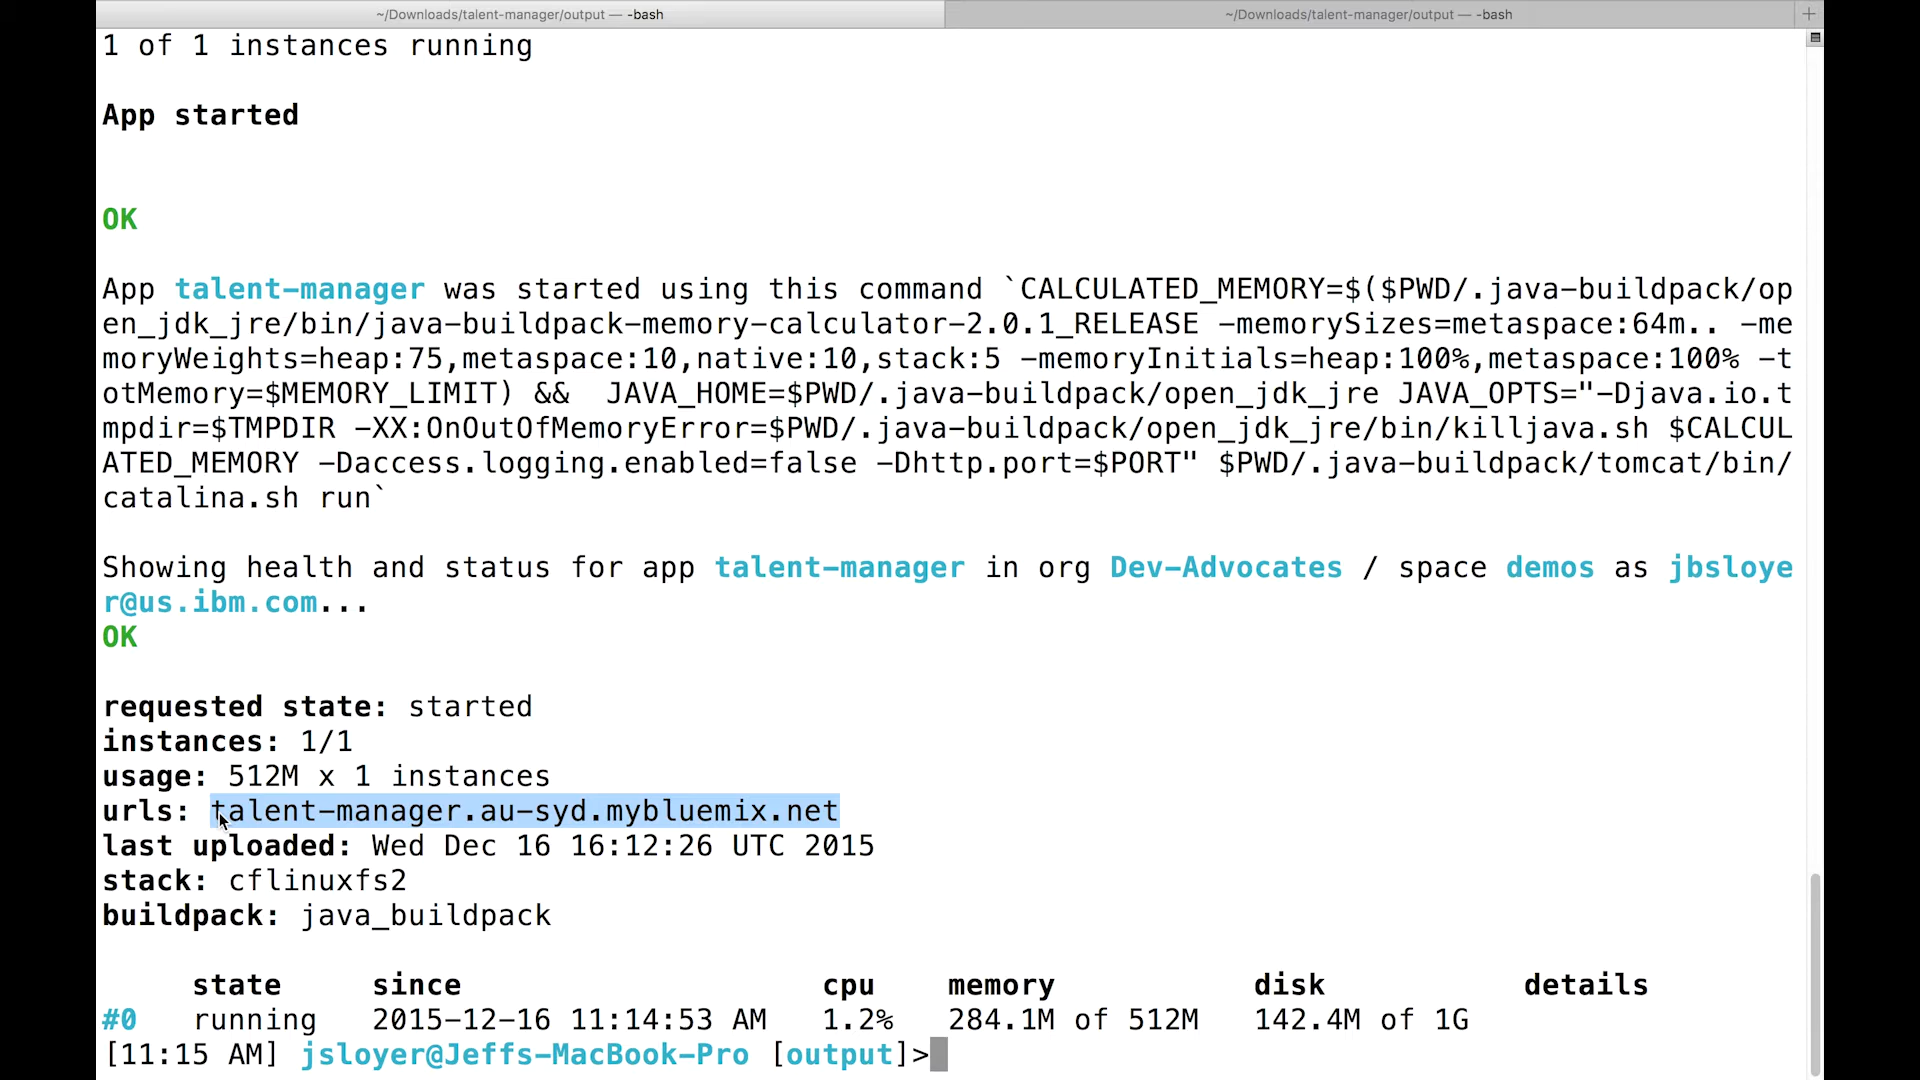 ~/Downloads/talent-manager/output — -bash
~/Downloads/talent-manager/output — -bash
1 of 1 instances running
App started
OK
App talent-manager was started using this command `CALCULATED_MEMORY=$($PWD/.java-buildpack/op
en_jdk_jre/bin/java-buildpack-memory-calculator-2.0.1_RELEASE -memorySizes=metaspace:64m.. -me
moryWeights=heap:75,metaspace:10,native:10,stack:5 -memoryInitials=heap:100%,metaspace:100% -t
otMemory=$MEMORY_LIMIT) &&  JAVA_HOME=$PWD/.java-buildpack/open_jdk_jre JAVA_OPTS="-Djava.io.t
mpdir=$TMPDIR -XX:OnOutOfMemoryError=$PWD/.java-buildpack/open_jdk_jre/bin/killjava.sh $CALCUL
ATED_MEMORY -Daccess.logging.enabled=false -Dhttp.port=$PORT" $PWD/.java-buildpack/tomcat/bin/
catalina.sh run`
Showing health and status for app talent-manager in org Dev-Advocates / space demos as jbsloye
r@us.ibm.com...
OK
requested state: started
instances: 1/1
usage: 512M x 1 instances
urls: talent-manager.au-syd.mybluemix.net
last uploaded: Wed Dec 16 16:12:26 UTC 2015
stack: cflinuxfs2
buildpack: java_buildpack
state since cpu memory disk details
#0 running 2015-12-16 11:14:53 AM 1.2% 284.1M of 512M 142.4M of 1G
[11:15 AM] jsloyer@Jeffs-MacBook-Pro [output]>